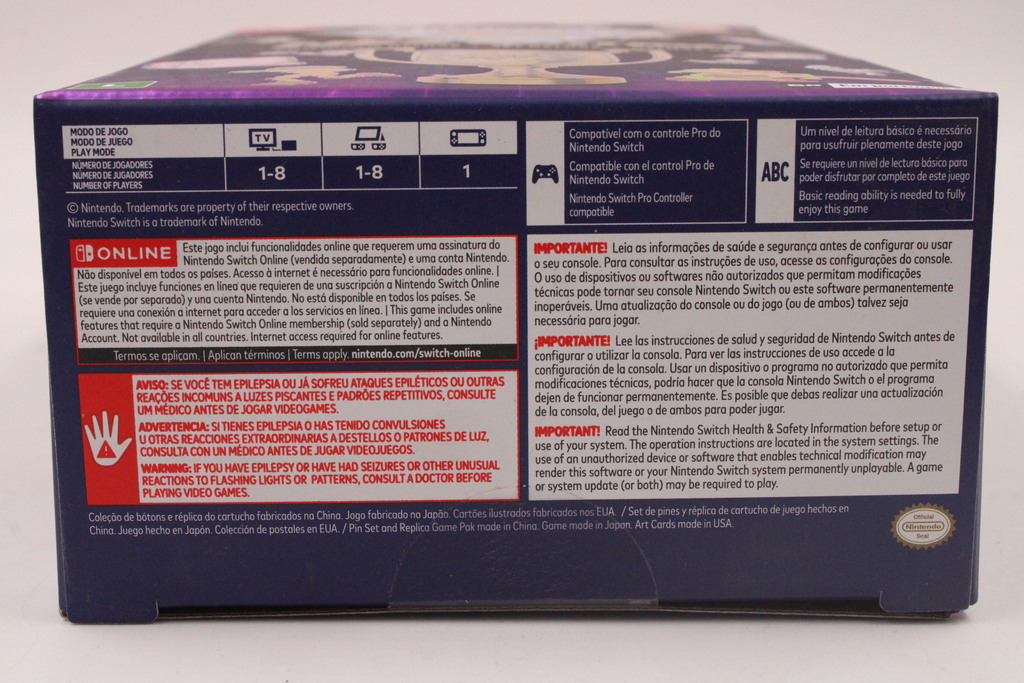 MODO DE JOGO
MODO DE JUEGO
PLAY MODE
TV
NÚMERO DE JOGADORES
NÚMERO DE JUGADORES
NUMBER OF PLAYERS
1-8
1-8
1
© Nintendo. Trademarks are property of their respective owners.
Nintendo Switch is a trademark of Nintendo.
Compatível com o controle Pro do
Nintendo Switch
Compatible con el control Pro de
Nintendo Switch
Nintendo Switch Pro Controller
compatible
ABC
Um nível de leitura básico é necessário
para usufruir plenamente deste jogo
Se requiere un nivel de lectura básico para
poder disfrutar por completo de este juego
Basic reading ability is needed to fully
enjoy this game
ONLINE
Este jogo inclui funcionalidades online que requerem uma assinatura do
Nintendo Switch Online (vendida separadamente) e uma conta Nintendo.
Não disponível em todos os países. Acesso à internet é necessário para funcionalidades online. |
Este juego incluye funciones en línea que requieren de una suscripción a Nintendo Switch Online
(se vende por separado) y una cuenta Nintendo. No está disponible en todos los países. Se
requiere una conexión a internet para acceder a los servicios en línea. | This game includes online
features that require a Nintendo Switch Online membership (sold separately) and a Nintendo
Account. Not available in all countries. Internet access required for online features.
Termos se aplicam. | Aplican términos | Terms apply. nintendo.com/switch-online
AVISO: SE VOCÊ TEM EPILEPSIA OU JÁ SOFREU ATAQUES EPILÉTICOS OU OUTRAS
REAÇÕES INCOMUNS A LUZES PISCANTES E PADRÕES REPETITIVOS, CONSULTE
UM MÉDICO ANTES DE JOGAR VIDEOGAMES.
ADVERTENCIA: SI TIENES EPILEPSIA O HAS TENIDO CONVULSIONES
U OTRAS REACCIONES EXTRAORDINARIAS A DESTELLOS O PATRONES DE LUZ,
CONSULTA CON UN MÉDICO ANTES DE JUGAR VIDEOJUEGOS.
WARNING: IF YOU HAVE EPILEPSY OR HAVE HAD SEIZURES OR OTHER UNUSUAL
REACTIONS TO FLASHING LIGHTS OR PATTERNS, CONSULT A DOCTOR BEFORE
PLAYING VIDEO GAMES.
IMPORTANTE! Leia as informações de saúde e segurança antes de configurar ou usar
o seu console. Para consultar as instruções de uso, acesse as configurações do console.
O uso de dispositivos ou softwares não autorizados que permitam modificações
técnicas pode tornar seu console Nintendo Switch ou este software permanentemente
inoperáveis. Uma atualização do console ou do jogo (ou de ambos) talvez seja
necessária para jogar.
¡IMPORTANTE! Lee las instrucciones de salud y seguridad de Nintendo Switch antes de
configurar o utilizar la consola. Para ver las instrucciones de uso accede a la
configuración de la consola. Usar un dispositivo o programa no autorizado que permita
modificaciones técnicas, podría hacer que la consola Nintendo Switch o el programa
dejen de funcionar permanentemente. Es posible que debas realizar una actualización
de la consola, del juego o de ambos para poder jugar.
IMPORTANT! Read the Nintendo Switch Health & Safety Information before setup or
use of your system. The operation instructions are located in the system settings. The
use of an unauthorized device or software that enables technical modification may
render this software or your Nintendo Switch system permanently unplayable. A game
or system update (or both) may be required to play.
Coleção de bótons e réplica do cartucho fabricados na China. Jogo fabricado no Japão. Cartões ilustrados fabricados nos EUA. / Set de pines y réplica de cartucho de juego hechos en
China. Juego hecho en Japón. Colección de postales en EUA. / Pin Set and Replica Game Pak made in China. Game made in Japan. Art Cards made in USA.
Official
Nintendo
Seal